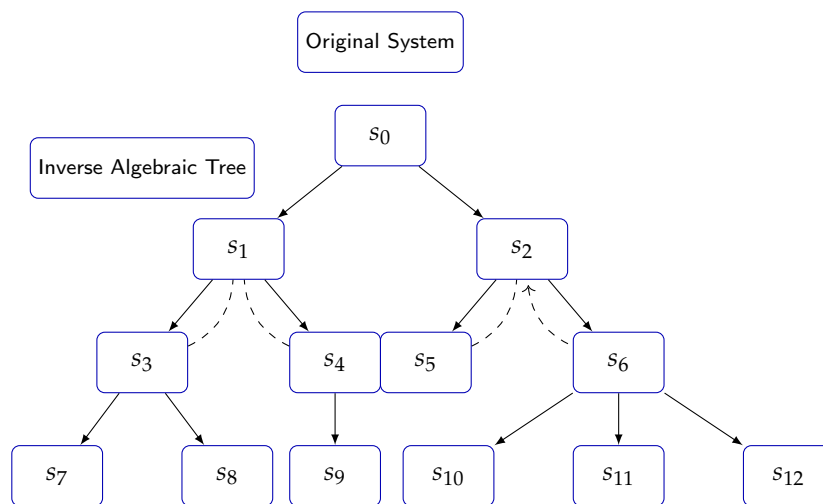 Original System
s0
Inverse Algebraic Tree
s1 s2
s3 s4 s5 s6
s7 s8 s9 s10 s11 s12